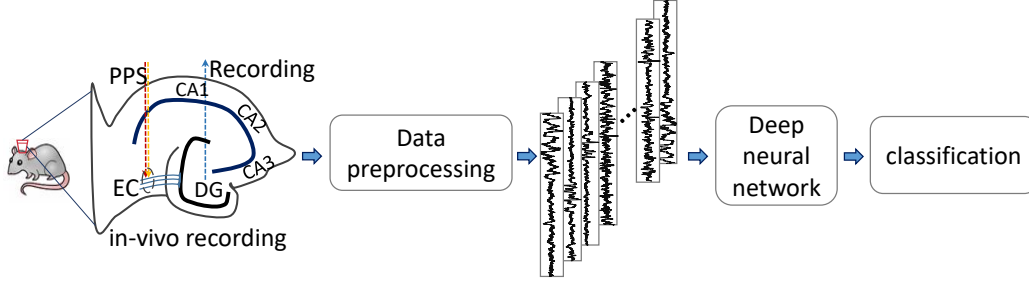 PPS
Recording
CA1
CA2
CA3
EC
DG
in-vivo recording
Data
preprocessing
Deep
neural
network
classification